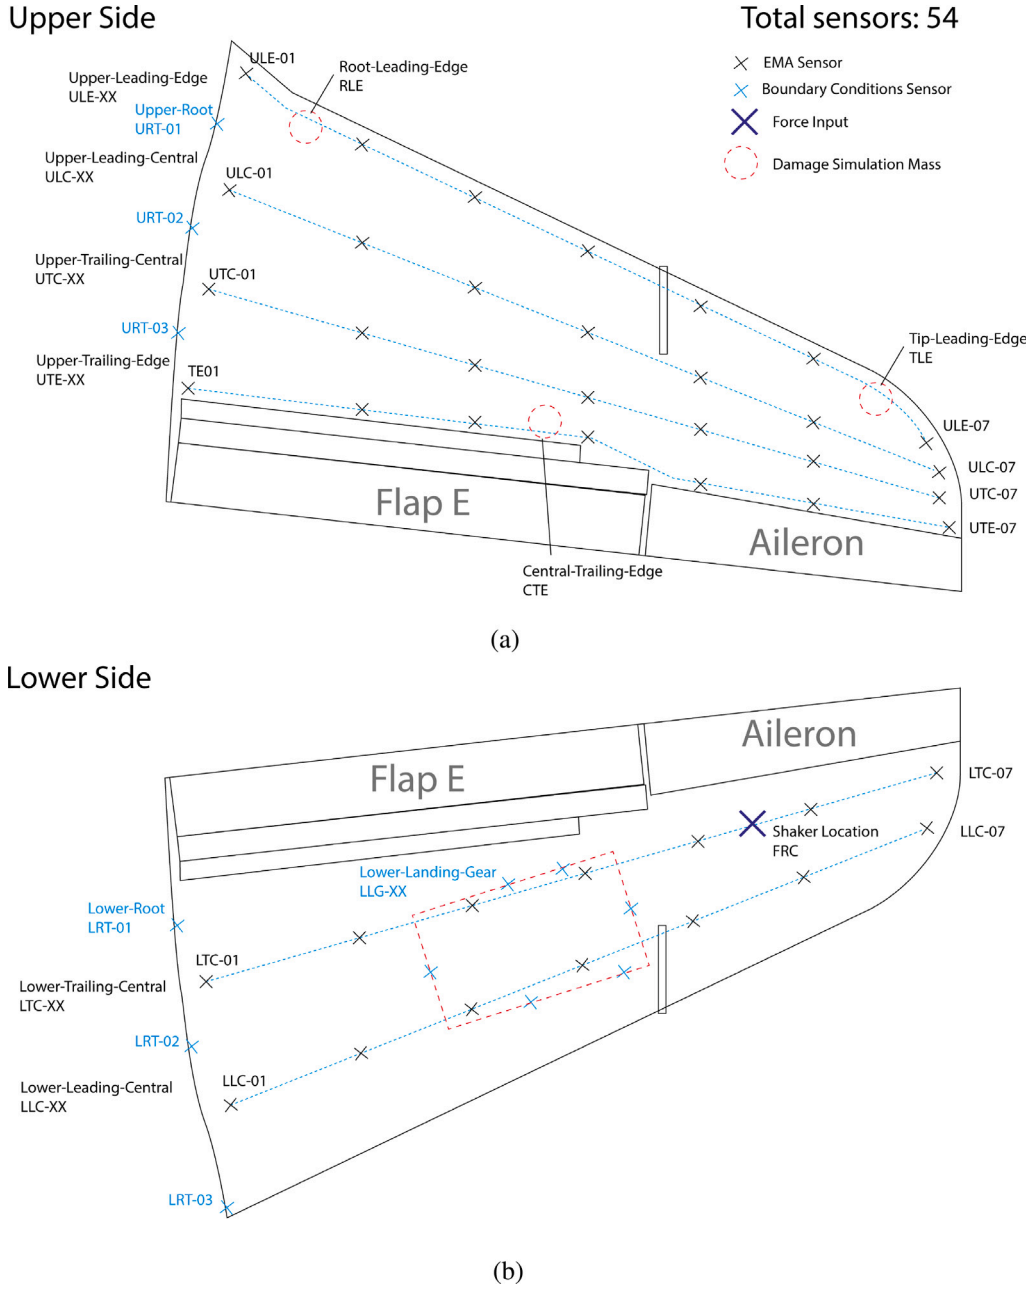 Upper Side
Total sensors: 54
EMA Sensor
Boundary Conditions Sensor
Force Input
Damage Simulation Mass
ULE-01
Root-Leading-Edge
RLE
Upper-Leading-Edge
ULE-XX
Upper-Root
URT-01
Upper-Leading-Central
ULC-XX
ULC-01
URT-02
Upper-Trailing-Central
UTC-XX
UTC-01
URT-03
Upper-Trailing-Edge
UTE-XX
TE01
Tip-Leading-Edge
TLE
ULE-07
ULC-07
UTC-07
UTE-07
Flap E
Aileron
Central-Trailing-Edge
CTE
(a)
Lower Side
Aileron
Flap E
LTC-07
Shaker Location
FRC
LLC-07
Lower-Landing-Gear
LLG-XX
Lower-Root
LRT-01
LTC-01
Lower-Trailing-Central
LTC-XX
LRT-02
LLC-01
Lower-Leading-Central
LLC-XX
LRT-03
(b)